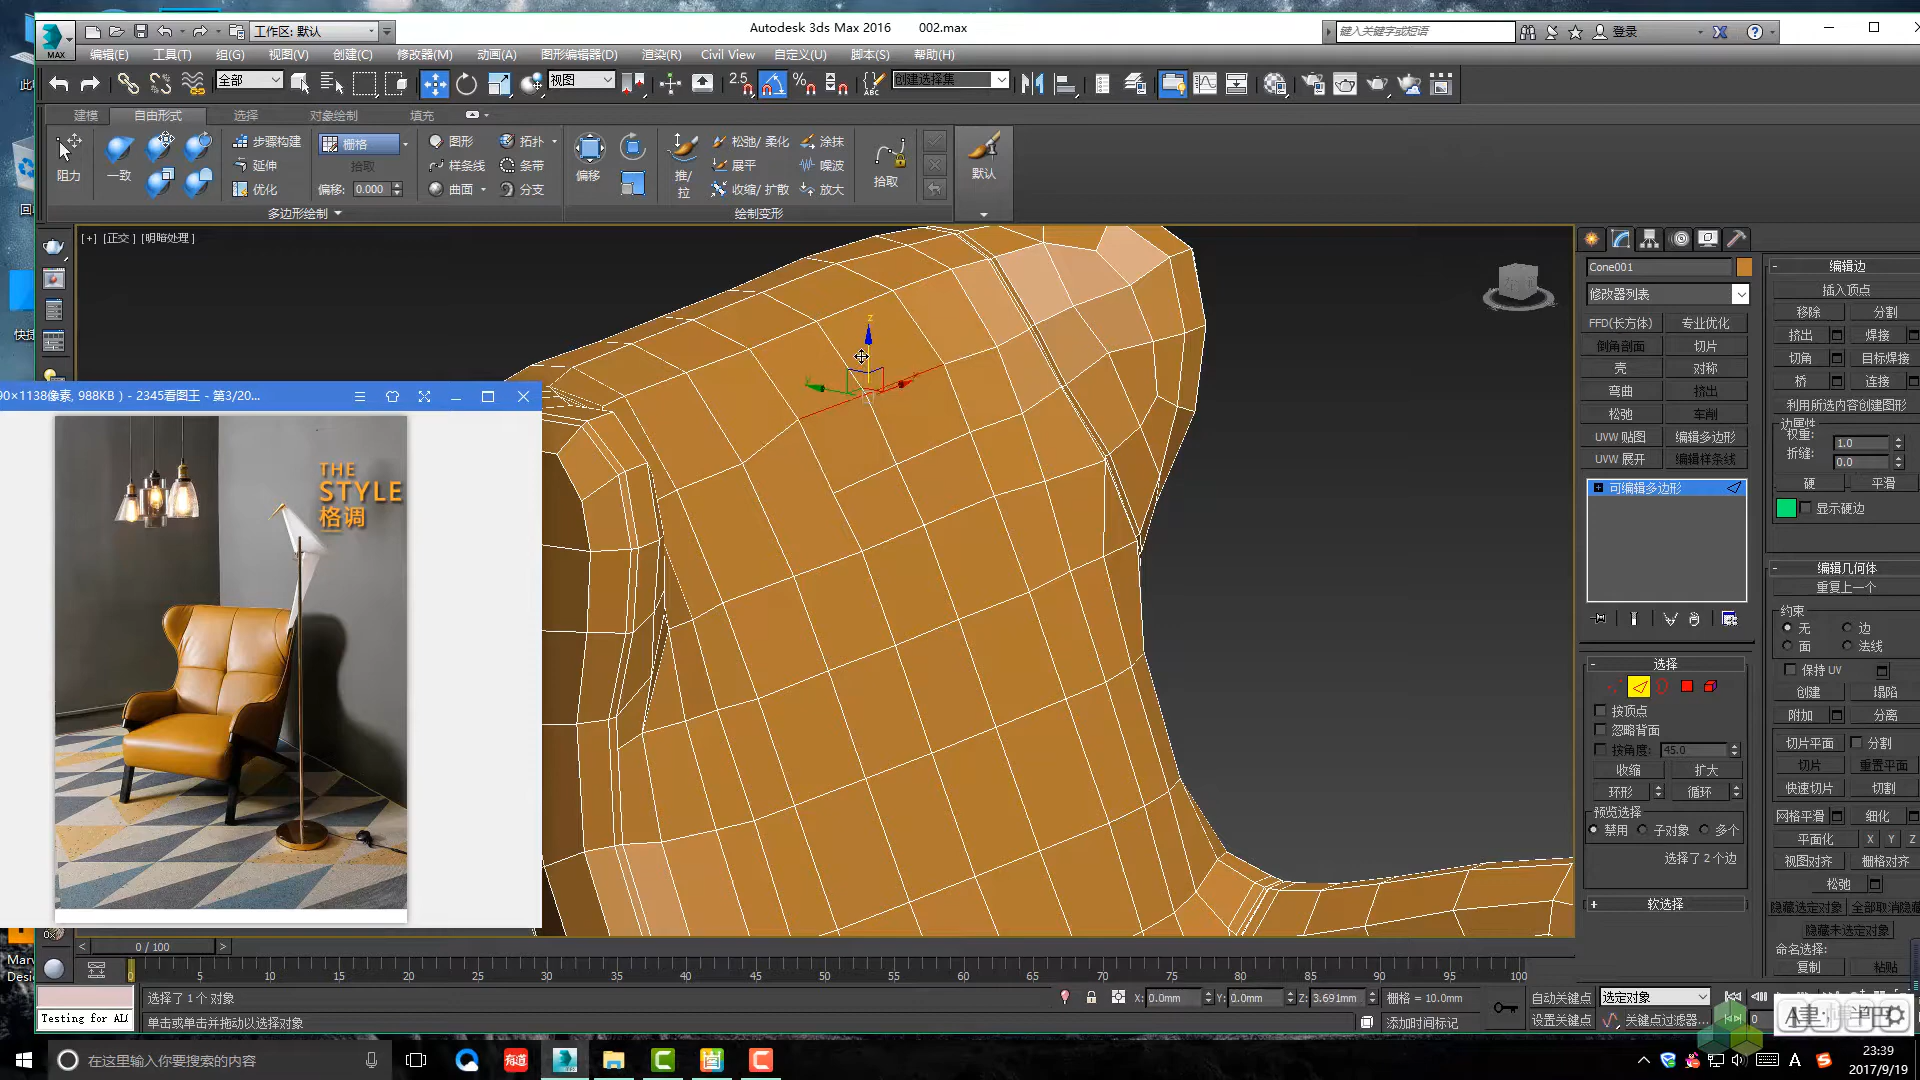 Autodesk 3ds Max 2016 002.max
工作区: 默认
键入关键字或短语
登录
MAX
编辑(E) 工具(T) 组(G) 视图(V) 创建(C) 修改器(M) 动画(A) 图形编辑器(D) 渲染(R) Civil View 自定义(U) 脚本(S) 帮助(H)
全部 视图 2.5 创建选择集
建模 自由形式 选择 对象绘制 填充
阻力 一致 步骤构建 延伸 优化
栅格 拾取 偏移: 0.000
图形 样条线 曲面 拓扑 条带 分支
偏移 推/拉 松弛/ 柔化 展平 收缩/ 扩散 涂抹 噪波 放大 拾取 默认
多边形绘制 绘制变形
[+] [正交] [明暗处理]
Cone001
修改器列表
FFD(长方体) 专业优化
倒角剖面 切片
壳 对称
弯曲 挤出
松弛 车削
UVW 贴图 编辑多边形
UVW 展开 编辑样条线
可编辑多边形
选择
按顶点
忽略背面
按角度: 45.0
收缩 扩大
环形 循环
预览选择
禁用 子对象 多个
选择了 2 个边
软选择
编辑边
插入顶点
移除 分割
挤出 焊接
切角 目标焊接
桥 连接
利用所选内容创建图形
边属性
权重: 1.0
折缝: 0.0
硬 平滑
显示硬边
编辑几何体
重复上一个
约束
无 边
面 法线
保持 UV
创建 塌陷
附加 分离
切片平面 分割
切片 重置平面
快速切片 切割
网格平滑 细化
平面化 X Y Z
视图对齐 栅格对齐
松弛
隐藏选定对象 全部取消隐藏
隐藏未选定对象
命名选择:
复制 粘贴
90×1138像素, 988KB ) - 2345看图王 - 第3/20...
THE
STYLE
格调
0 / 100
0 5 10 15 20 25 30 35 40 45 50 55 60 65 70 75 80 85 90 95 100
选择了 1 个 对象
X: 0.0mm Y: 0.0mm Z: 3.691mm 栅格 = 10.0mm
自动关键点 选定对象
Testing for AL
单击或单击并拖动以选择对象
添加时间标记
设置关键点 关键点过滤器...
在这里输入你要搜索的内容
23:39
2017/9/19